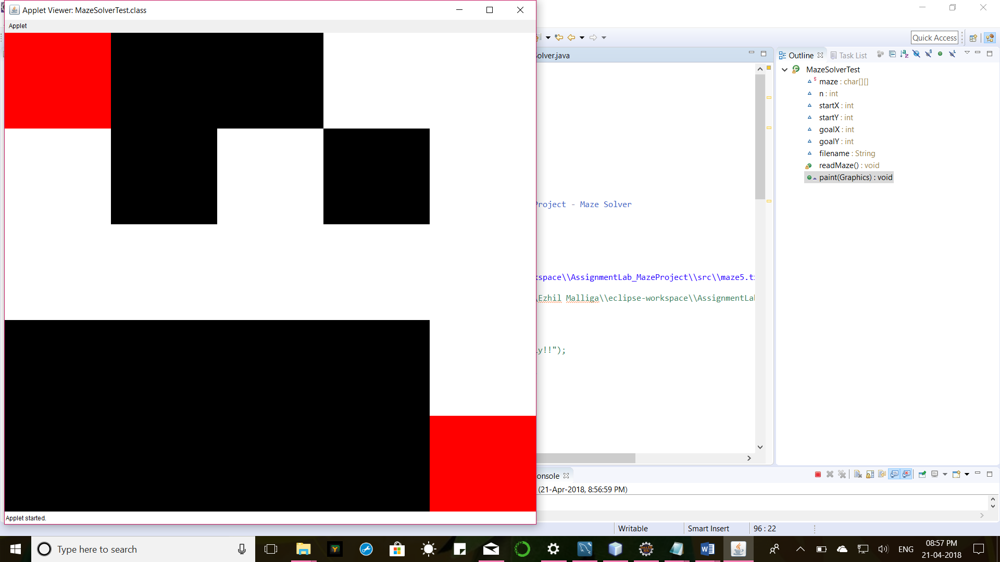 Applet Viewer: MazeSolverTest.class
Applet
Quick Access
olver.java
Outline
Task List
MazeSolverTest
maze : char[][]
n : int
startX : int
startY : int
goalX : int
goalY : int
filename : String
readMaze() : void
paint(Graphics) : void
Project - Maze Solver
kspace\\AssignmentLab_MazeProject\\src\\maze5.t
\Ezhil Malliga\\eclipse-workspace\\AssignmentLa
y!!");
onsole
(21-Apr-2018, 8:56:59 PM)
Applet started.
Writable
Smart Insert
96 : 22
Type here to search
ENG
08:57 PM
21-04-2018